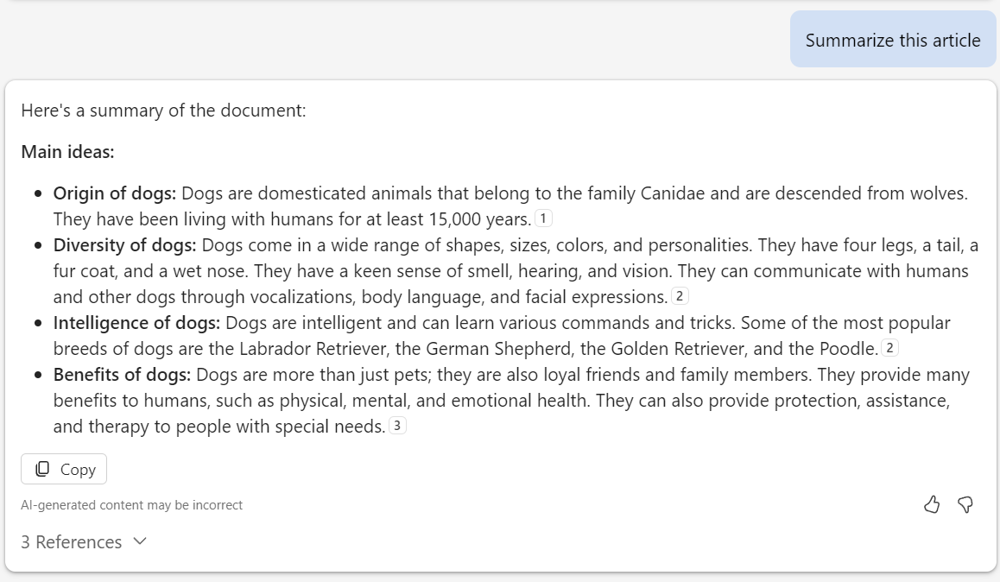 Summarize this article
Here's a summary of the document:
Main ideas:
• Origin of dogs: Dogs are domesticated animals that belong to the family Canidae and are descended from wolves.
They have been living with humans for at least 15,000 years. 1
• Diversity of dogs: Dogs come in a wide range of shapes, sizes, colors, and personalities. They have four legs, a tail, a
fur coat, and a wet nose. They have a keen sense of smell, hearing, and vision. They can communicate with humans
and other dogs through vocalizations, body language, and facial expressions. 2
• Intelligence of dogs: Dogs are intelligent and can learn various commands and tricks. Some of the most popular
breeds of dogs are the Labrador Retriever, the German Shepherd, the Golden Retriever, and the Poodle. 2
• Benefits of dogs: Dogs are more than just pets; they are also loyal friends and family members. They provide many
benefits to humans, such as physical, mental, and emotional health. They can also provide protection, assistance,
and therapy to people with special needs. 3
Copy
AI-generated content may be incorrect
3 References